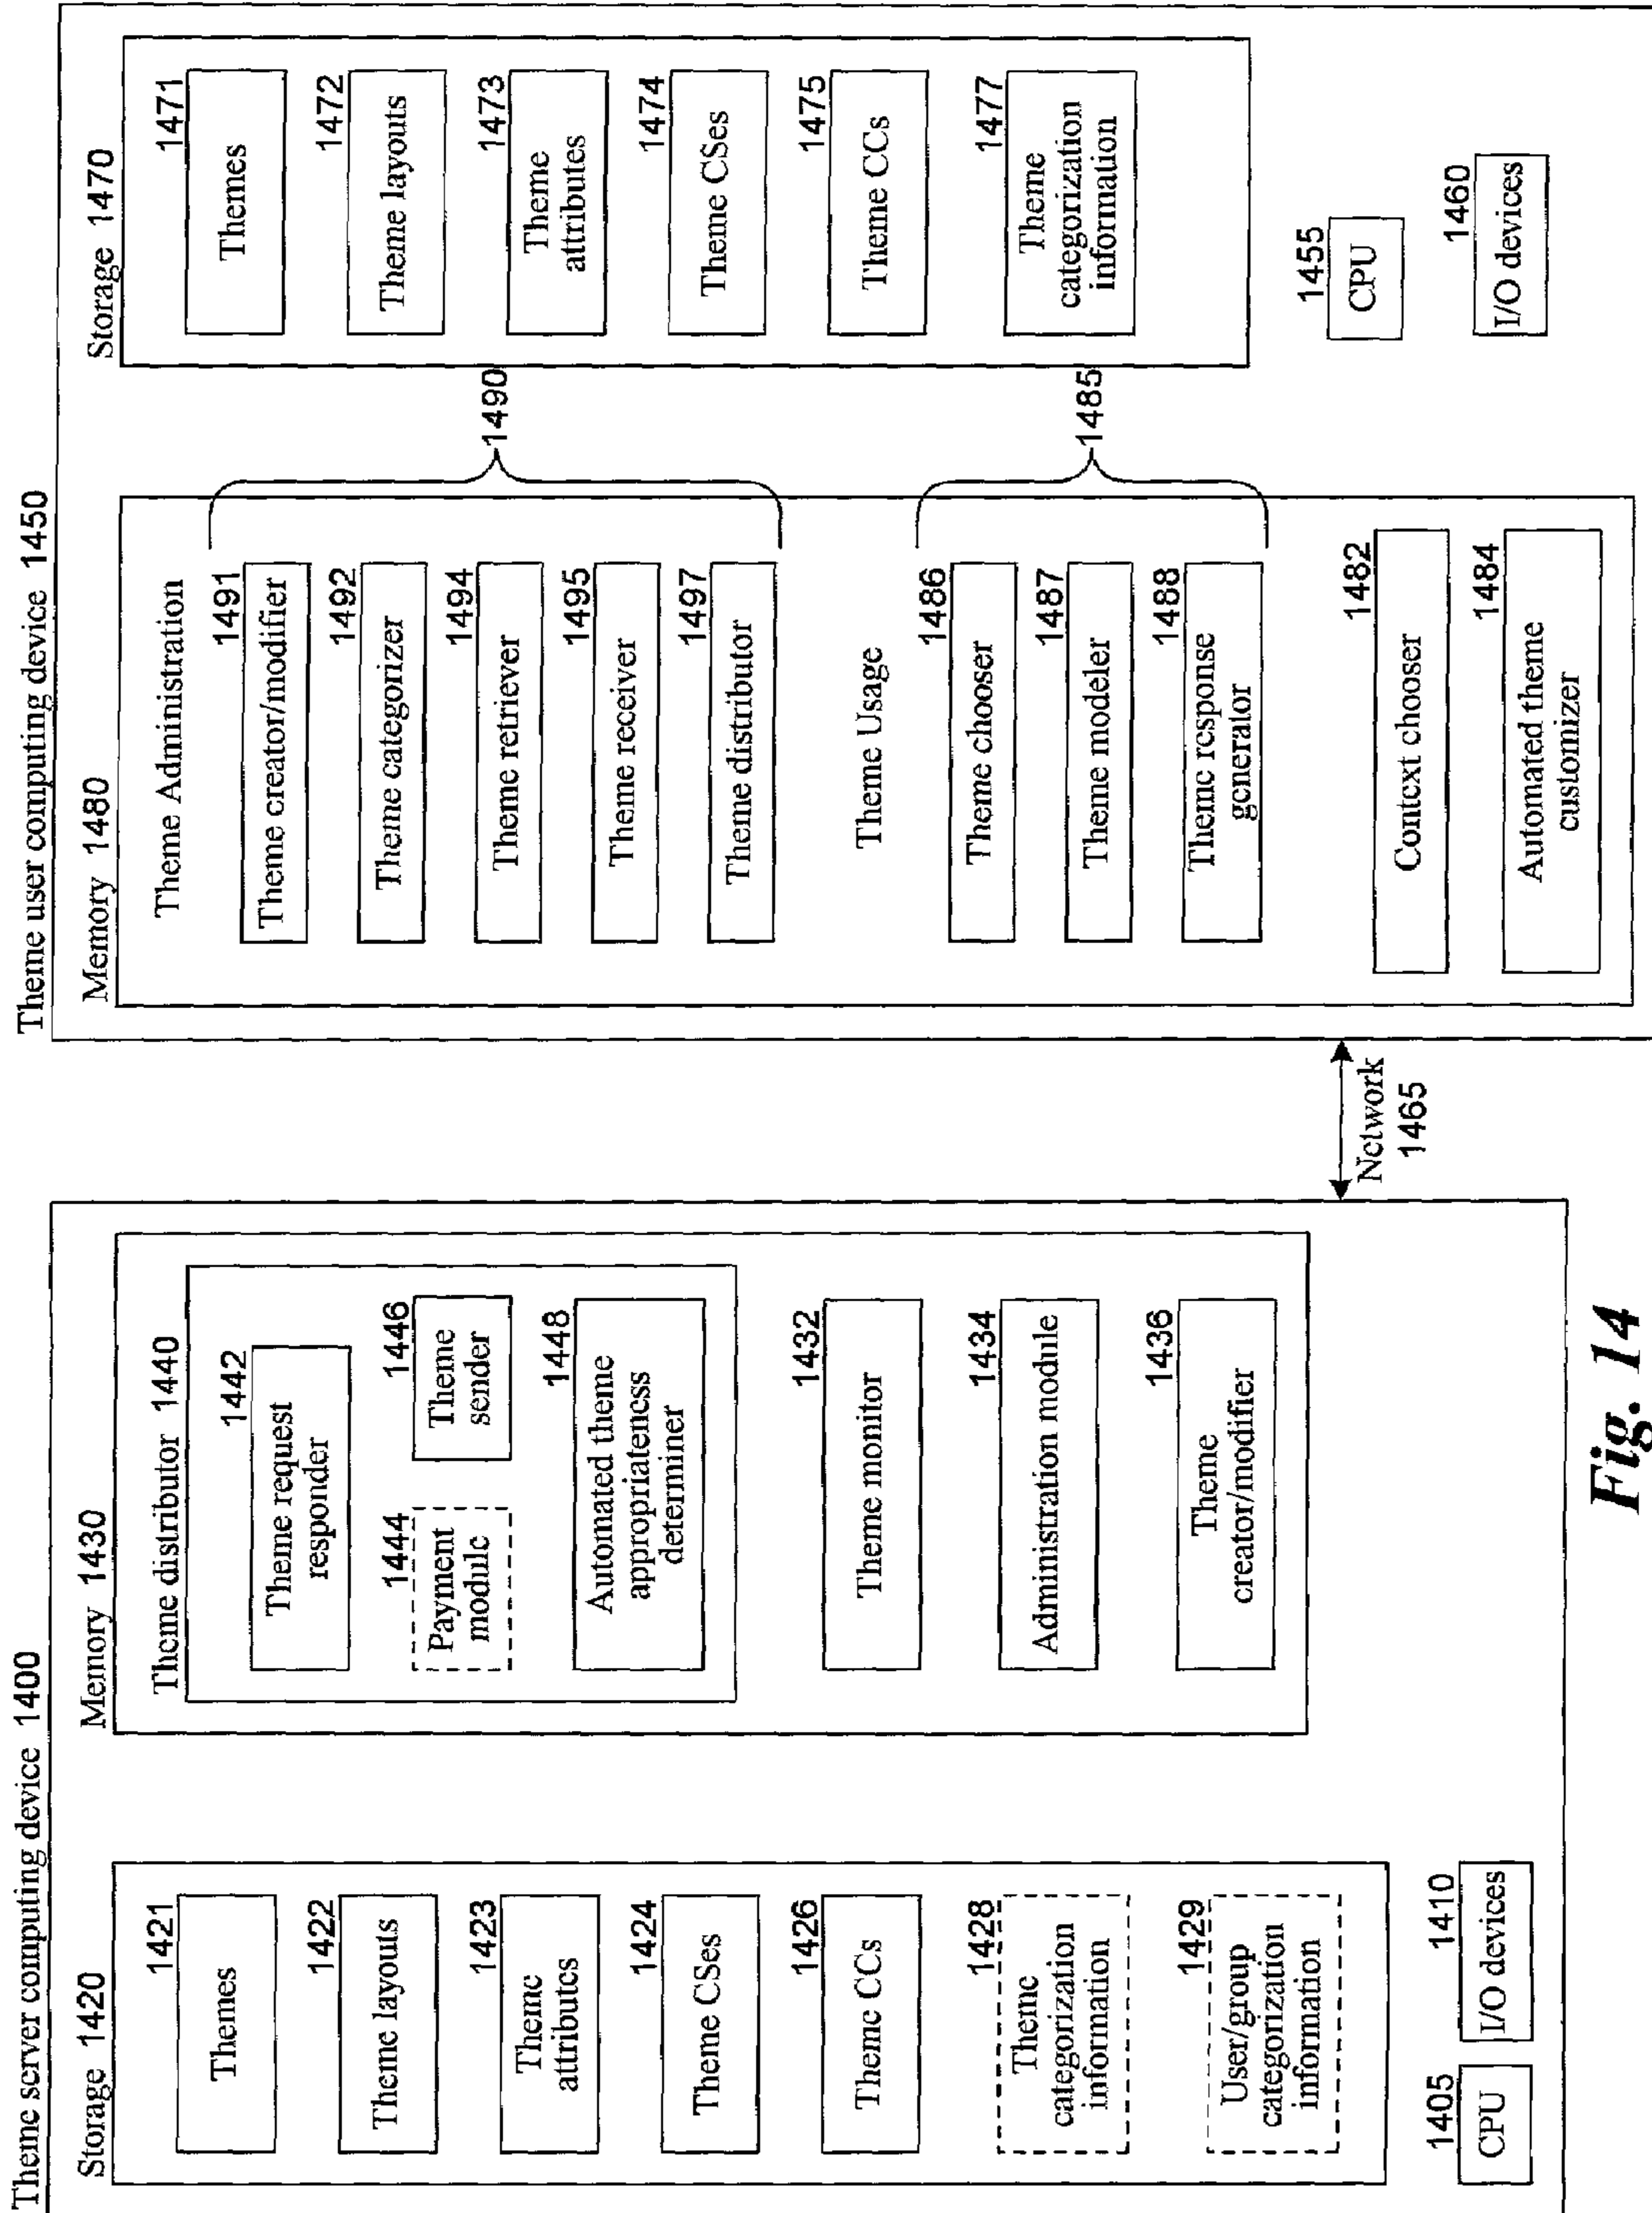 Theme server computing device 1400
Storage 1420
1421
Themes
1422
Theme layouts
1423
Theme
attributes
1424
Theme CSes
1426
Theme CCs
1428
Theme
categorization
information
1429
User/group
categorization
information
1405
CPU
1410
I/O devices
Memory 1430
Theme distributor 1440
1442
Theme request
responder
1444
Payment
module
1446
Theme
sender
1448
Automated theme
appropriateness
determiner
1432
Theme monitor
1434
Administration module
1436
Theme
creator/modifier
Network
1465
Theme user computing device 1450
Memory 1480
Theme Administration
1491
Theme creator/modifier
1492
Theme categorizer
1494
Theme retriever
1495
Theme receiver
1497
Theme distributor
1490
Theme Usage
1486
Theme chooser
1487
Theme modeler
1488
Theme response
generator
1485
1482
Context chooser
1484
Automated theme
customizer
Storage 1470
1471
Themes
1472
Theme layouts
1473
Theme
attributes
1474
Theme CSes
1475
Theme CCs
1477
Theme
categorization
information
1455
CPU
1460
I/O devices
Fig. 14